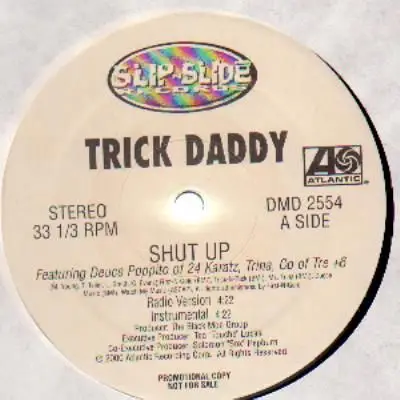 SLIP·N·SLIDE
RECORDS
TRICK DADDY
ATLANTIC
STEREO
33 1/3 RPM
DMD 2554
A SIDE
SHUT UP
Featuring Deuce Poppito of 24 Karatz, Trina, Co of Tre +6
Radio Version 4:22
Instrumental 4:22
Producer: The Black Mob Group
Executive Producer: Ted "Touche" Lucas
Co-Executive Producer: Solomon "Sox" Hepburn
℗ 2000 Atlantic Recording Corp. All Rights Reserved.
PROMOTIONAL COPY
NOT FOR SALE